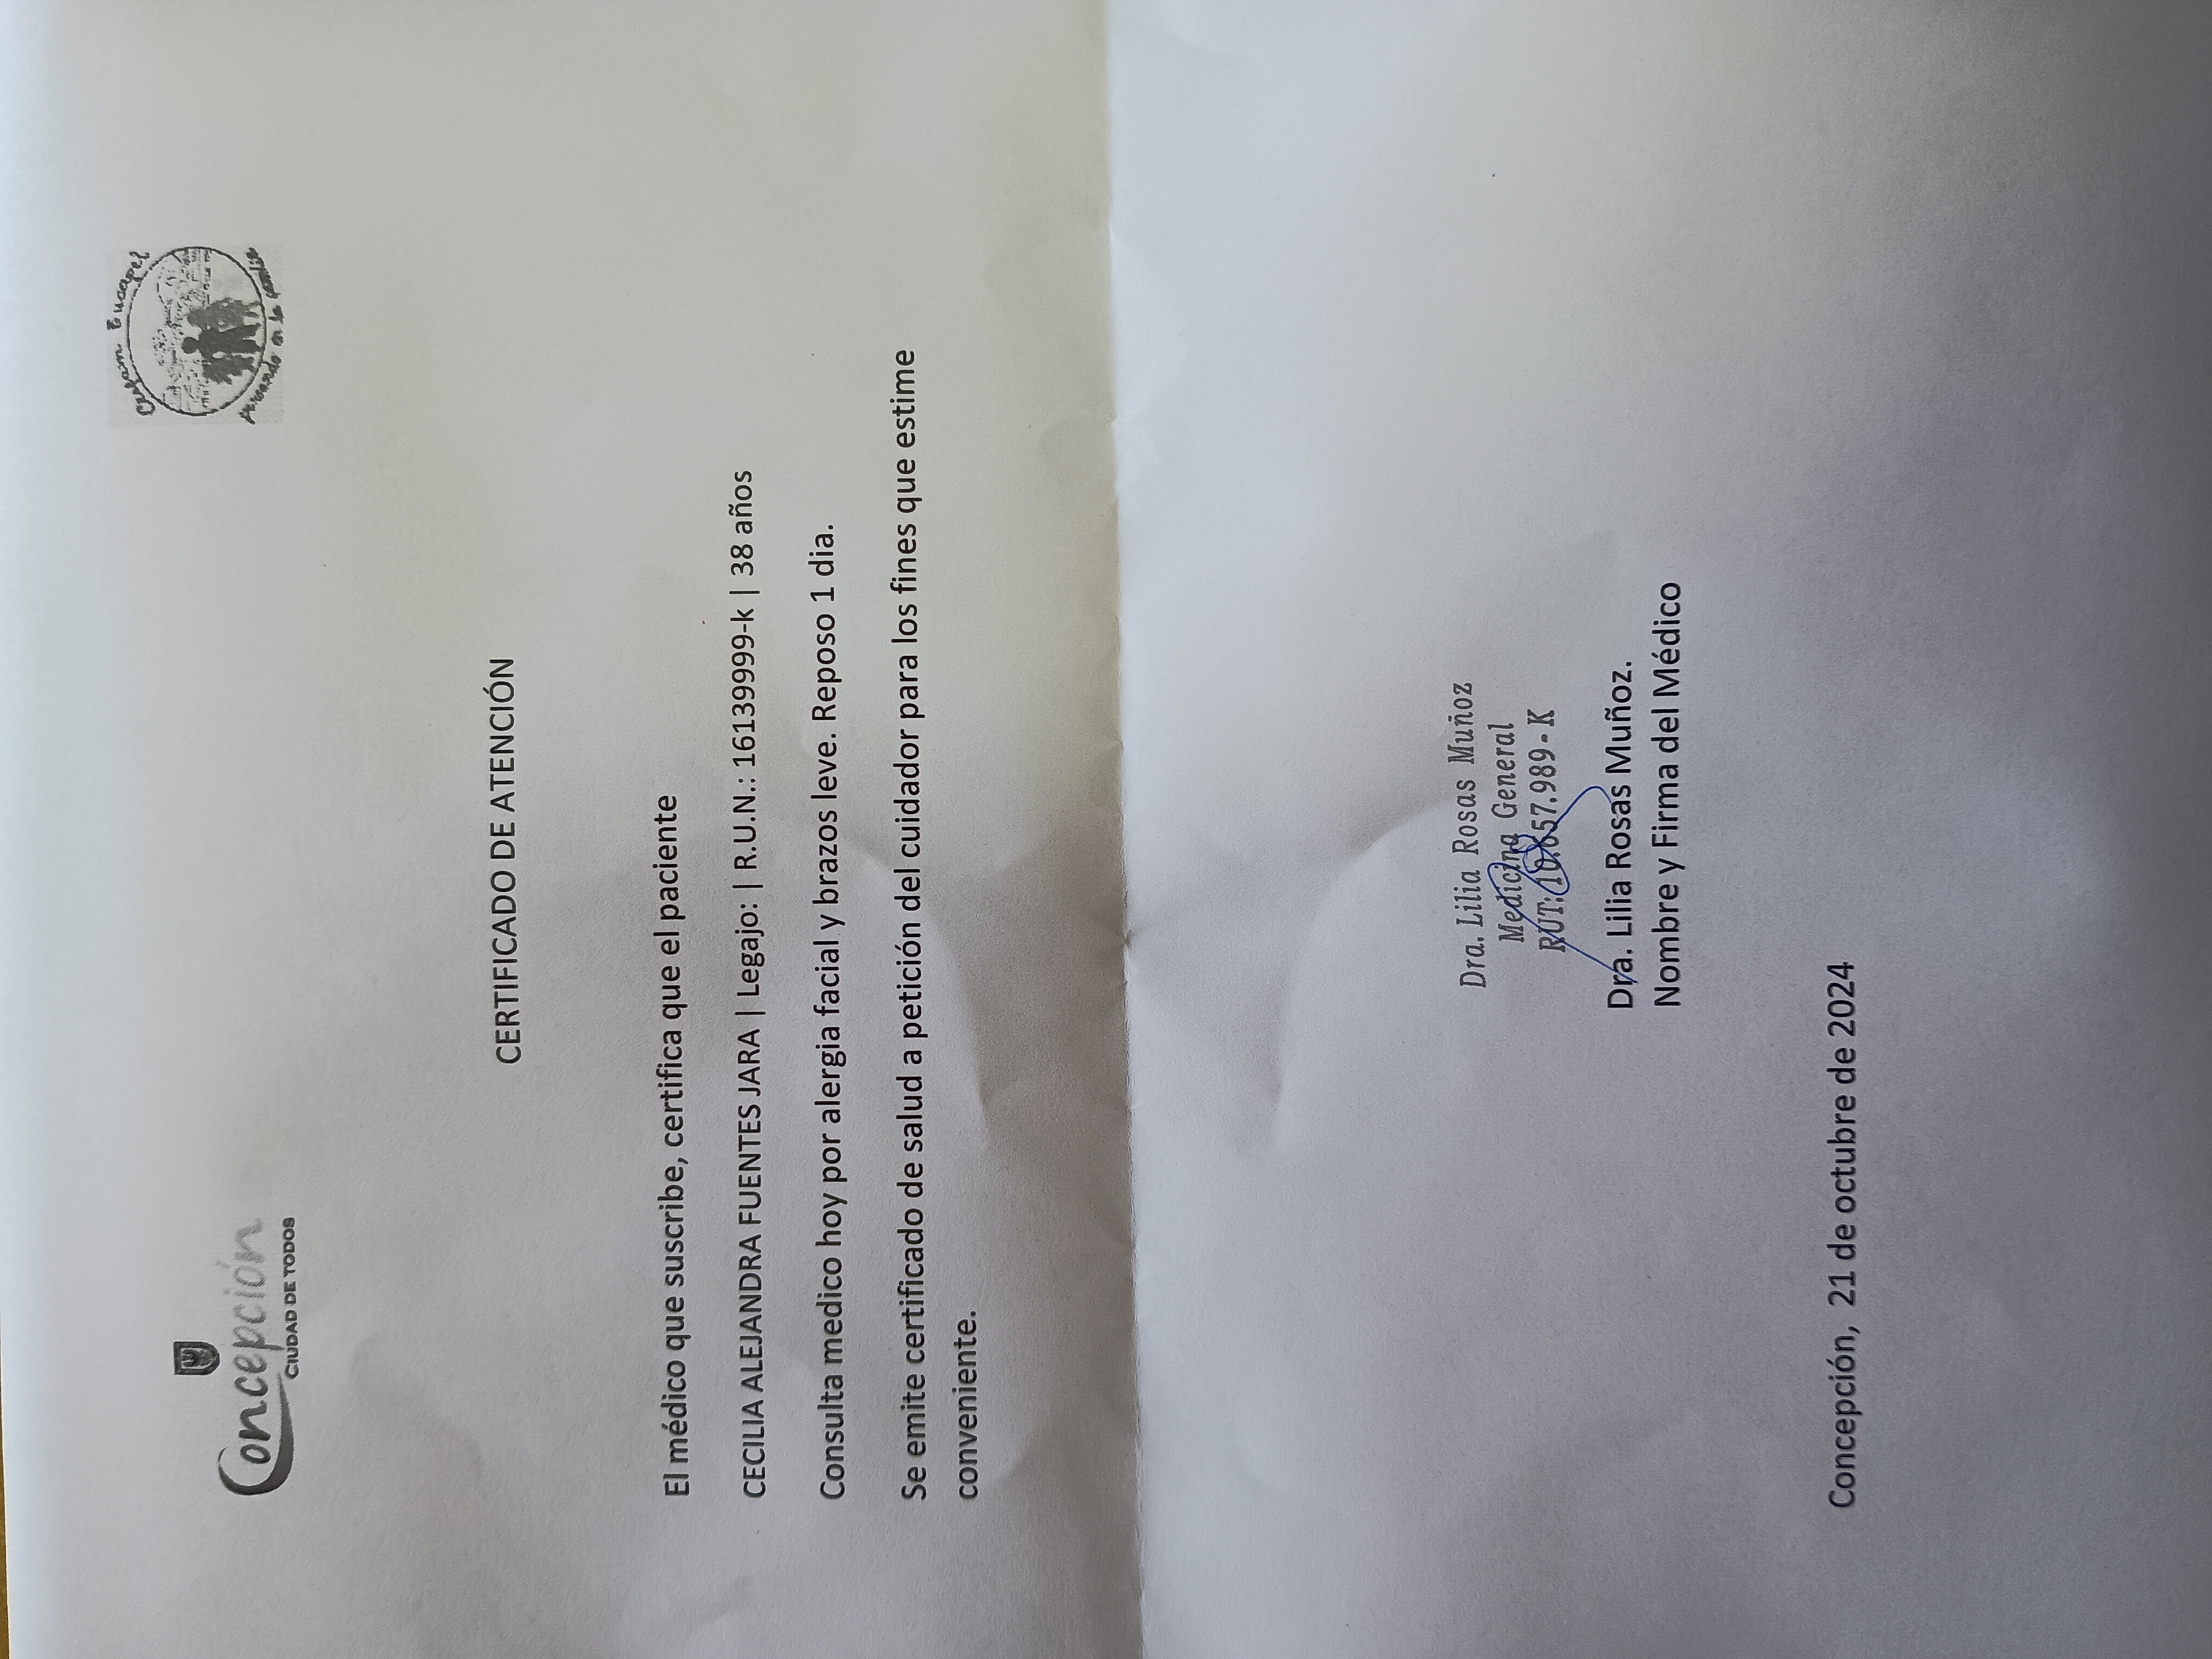 Concepción
CIUDAD DE TODOS
Cesfam Tucapel
pensando en la familia
CERTIFICADO DE ATENCIÓN
El médico que suscribe, certifica que el paciente
CECILIA ALEJANDRA FUENTES JARA | Legajo: | R.U.N.: 16139999-k | 38 años
Consulta medico hoy por alergia facial y brazos leve. Reposo 1 dia.
Se emite certificado de salud a petición del cuidador para los fines que estime
conveniente.
Dra. Lilia Rosas Muñoz
Medicina General
RUT: 10.657.989-K
Dra. Lilia Rosas Muñoz.
Nombre y Firma del Médico
Concepción, 21 de octubre de 2024